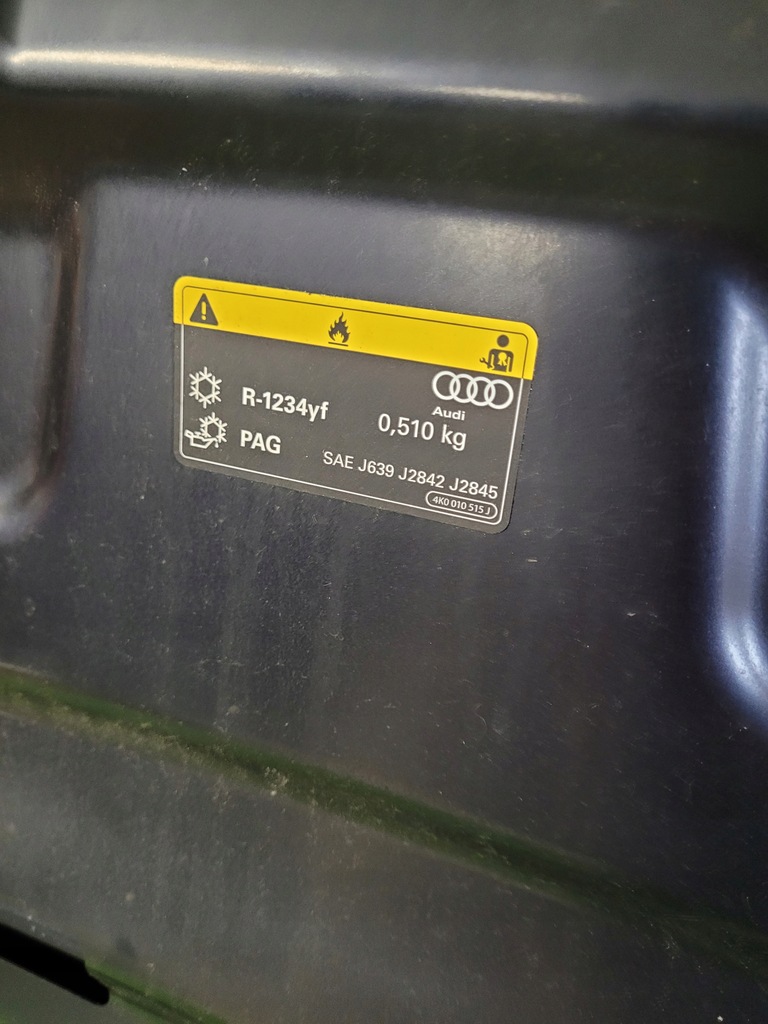 Audi
R-1234yf 0,510 kg
PAG
SAE J639 J2842 J2845
4K0 010 515 J